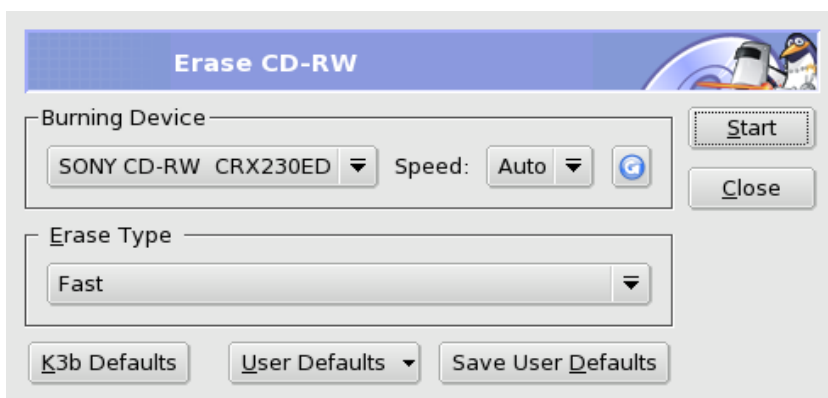 Erase CD-RW
Burning Device
SONY CD-RW CRX230ED Speed: Auto
Start
Close
Erase Type
Fast
K3b Defaults User Defaults Save User Defaults